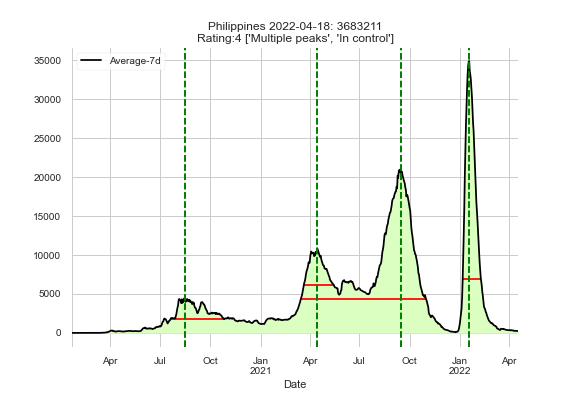 Philippines 2022-04-18: 3683211
Rating:4 ['Multiple peaks', 'In control']
Average-7d
35000
30000
25000
20000
15000
10000
5000
0
Apr Jul Oct Jan Apr Jul Oct Jan Apr
2021 2022
Date